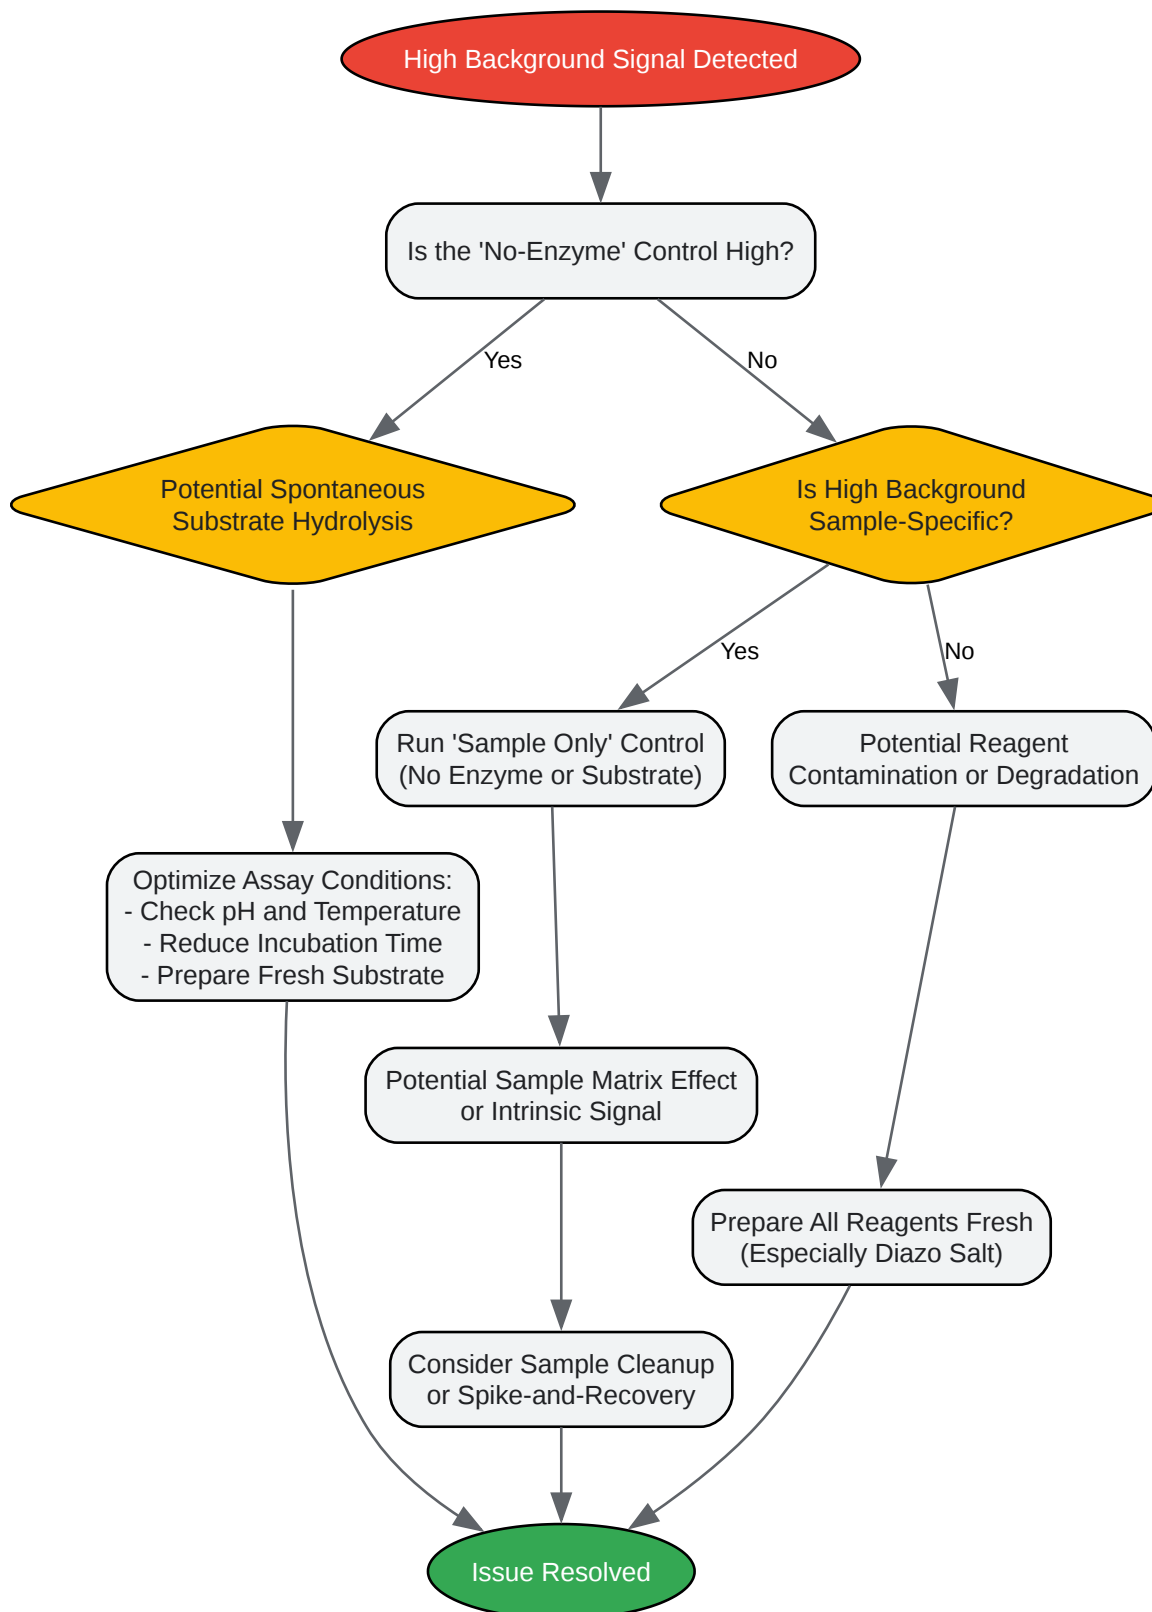 High Background Signal Detected
Is the 'No-Enzyme' Control High?
Yes
No
Potential Spontaneous
Substrate Hydrolysis
Is High Background
Sample-Specific?
Yes
No
Run 'Sample Only' Control
(No Enzyme or Substrate)
Potential Reagent
Contamination or Degradation
Optimize Assay Conditions:
- Check pH and Temperature
- Reduce Incubation Time
- Prepare Fresh Substrate
Potential Sample Matrix Effect
or Intrinsic Signal
Prepare All Reagents Fresh
(Especially Diazo Salt)
Consider Sample Cleanup
or Spike-and-Recovery
Issue Resolved